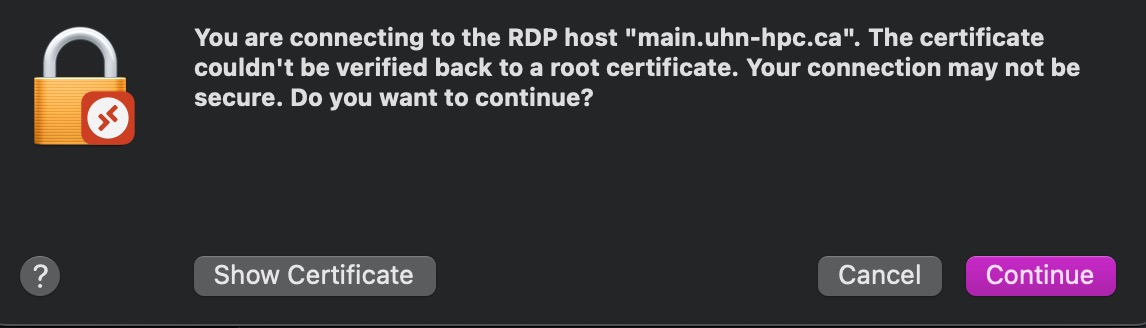 You are connecting to the RDP host "main.uhn-hpc.ca". The certificate
couldn't be verified back to a root certificate. Your connection may not be
secure. Do you want to continue?
? Show Certificate Cancel Continue